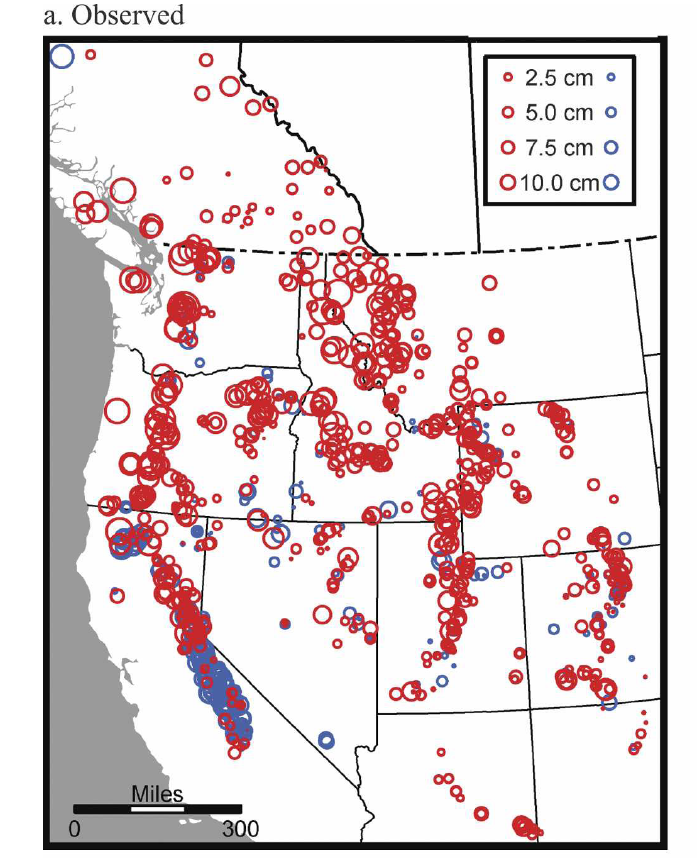 a. Observed
2.5 cm
5.0 cm
7.5 cm
10.0 cm
Miles
0 300